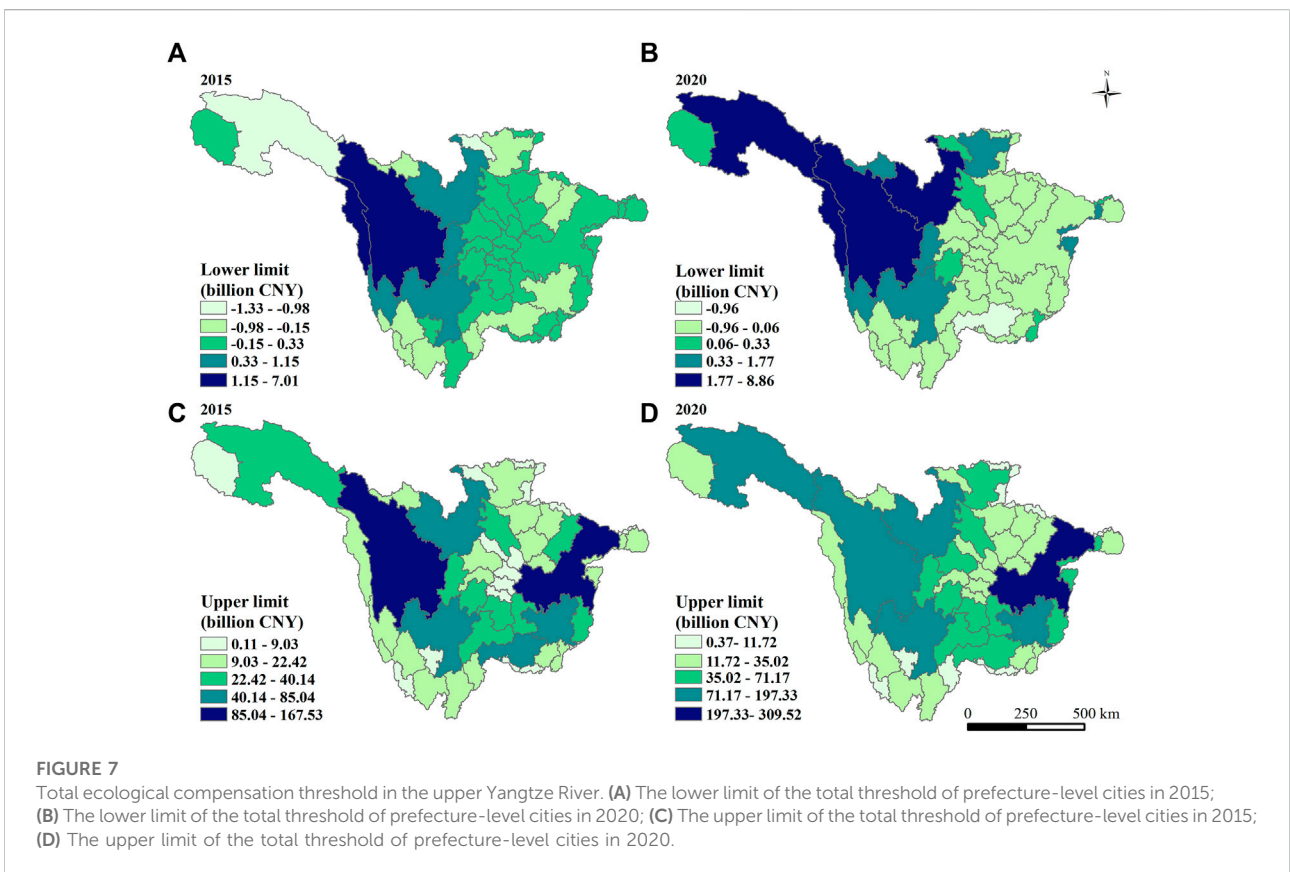 A
2015
Lower limit
(billion CNY)
-1.33 - -0.98
-0.98 - -0.15
-0.15 - 0.33
0.33 - 1.15
1.15 - 7.01
B
2020
N
Lower limit
(billion CNY)
-0.96
-0.96 - 0.06
0.06- 0.33
0.33 - 1.77
1.77 - 8.86
C
2015
Upper limit
(billion CNY)
0.11 - 9.03
9.03 - 22.42
22.42 - 40.14
40.14 - 85.04
85.04 - 167.53
D
2020
Upper limit
(billion CNY)
0.37- 11.72
11.72 - 35.02
35.02 - 71.17
71.17 - 197.33
197.33- 309.52
0 250 500 km
FIGURE 7
Total ecological compensation threshold in the upper Yangtze River. (A) The lower limit of the total threshold of prefecture-level cities in 2015;
(B) The lower limit of the total threshold of prefecture-level cities in 2020; (C) The upper limit of the total threshold of prefecture-level cities in 2015;
(D) The upper limit of the total threshold of prefecture-level cities in 2020.